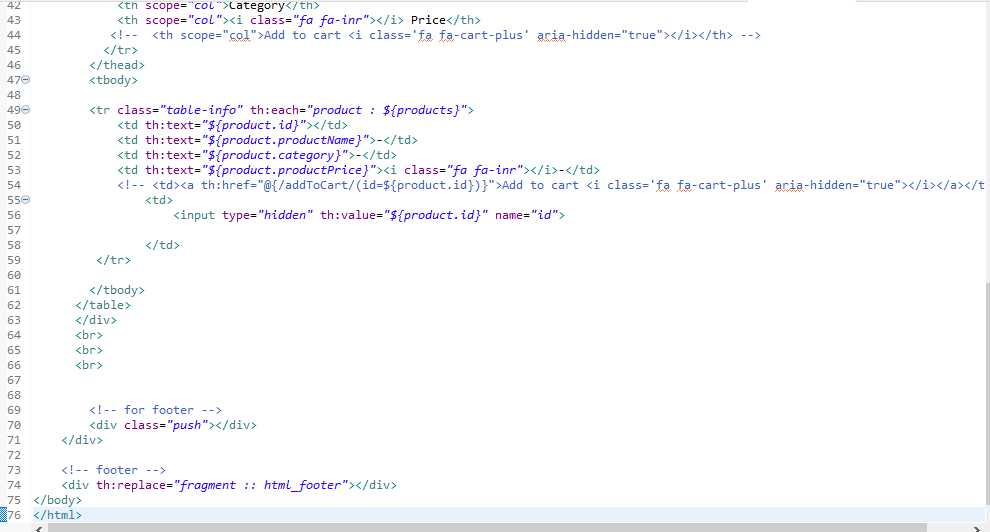 42 <th scope="col">Category</th>
43 <th scope="col"><i class="fa fa-inr"></i> Price</th>
44 <!--  <th scope="col">Add to cart <i class='fa fa-cart-plus' aria-hidden="true"></i></th> -->
45 </tr>
46 </thead>
47 <tbody>
48
49 <tr class="table-info" th:each="product : ${products}">
50 <td th:text="${product.id}"></td>
51 <td th:text="${product.productName}">-</td>
52 <td th:text="${product.category}">-</td>
53 <td th:text="${product.productPrice}"><i class="fa fa-inr"></i>-</td>
54 <!-- <td><a th:href="@{/addToCart/(id=${product.id})}">Add to cart <i class='fa fa-cart-plus' aria-hidden="true"></i></a></t
55 <td>
56 <input type="hidden" th:value="${product.id}" name="id">
57
58 </td>
59 </tr>
60
61 </tbody>
62 </table>
63 </div>
64 <br>
65 <br>
66 <br>
67
68
69 <!-- for footer -->
70 <div class="push"></div>
71 </div>
72
73 <!-- footer -->
74 <div th:replace="fragment :: html_footer"></div>
75 </body>
76 </html>